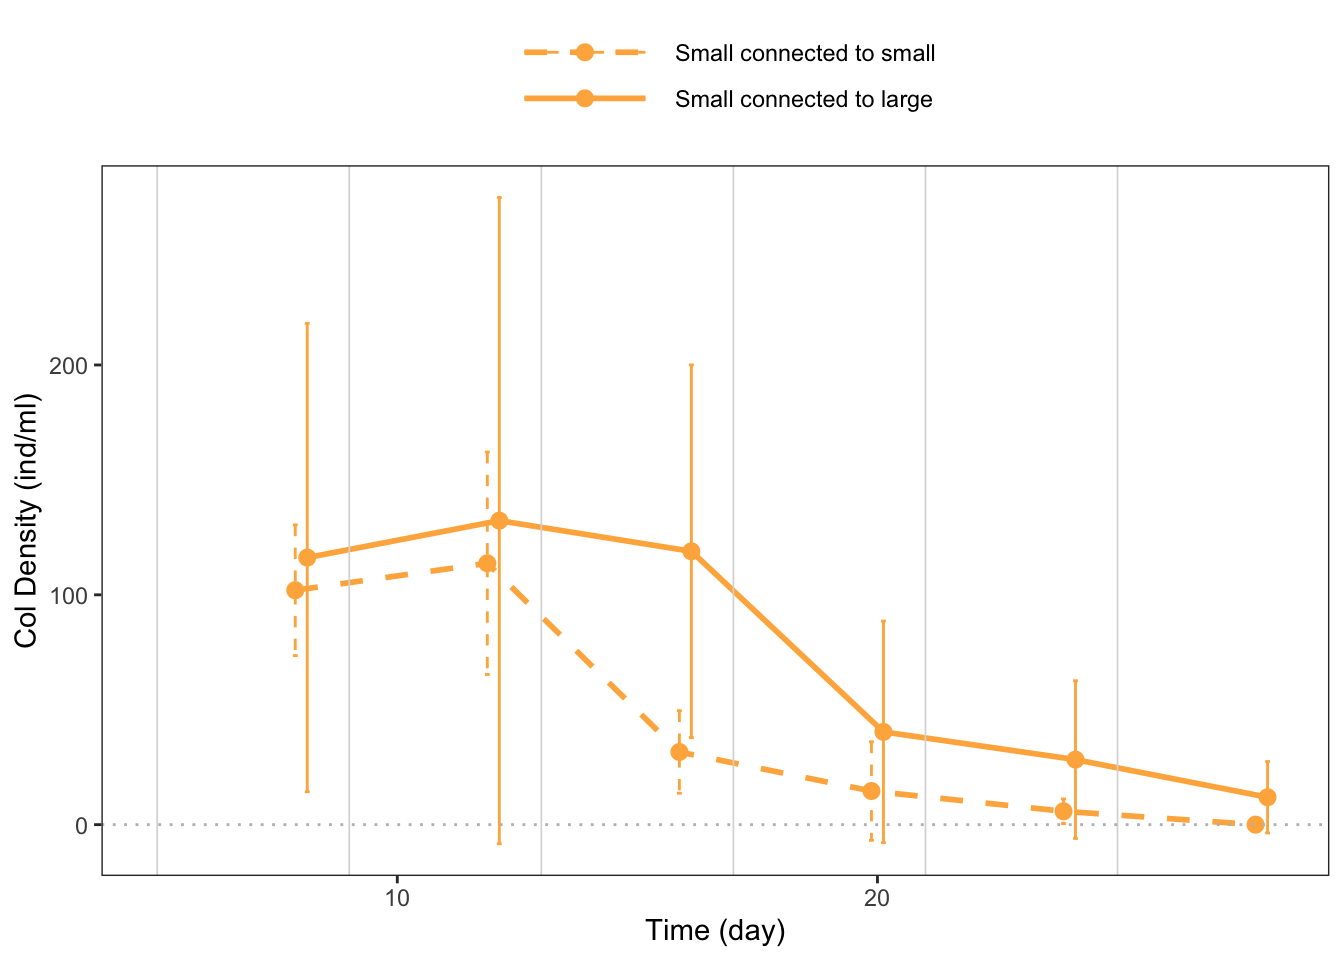 Small connected to small
Small connected to large
200
100
0
Col Density (ind/ml)
10 20
Time (day)